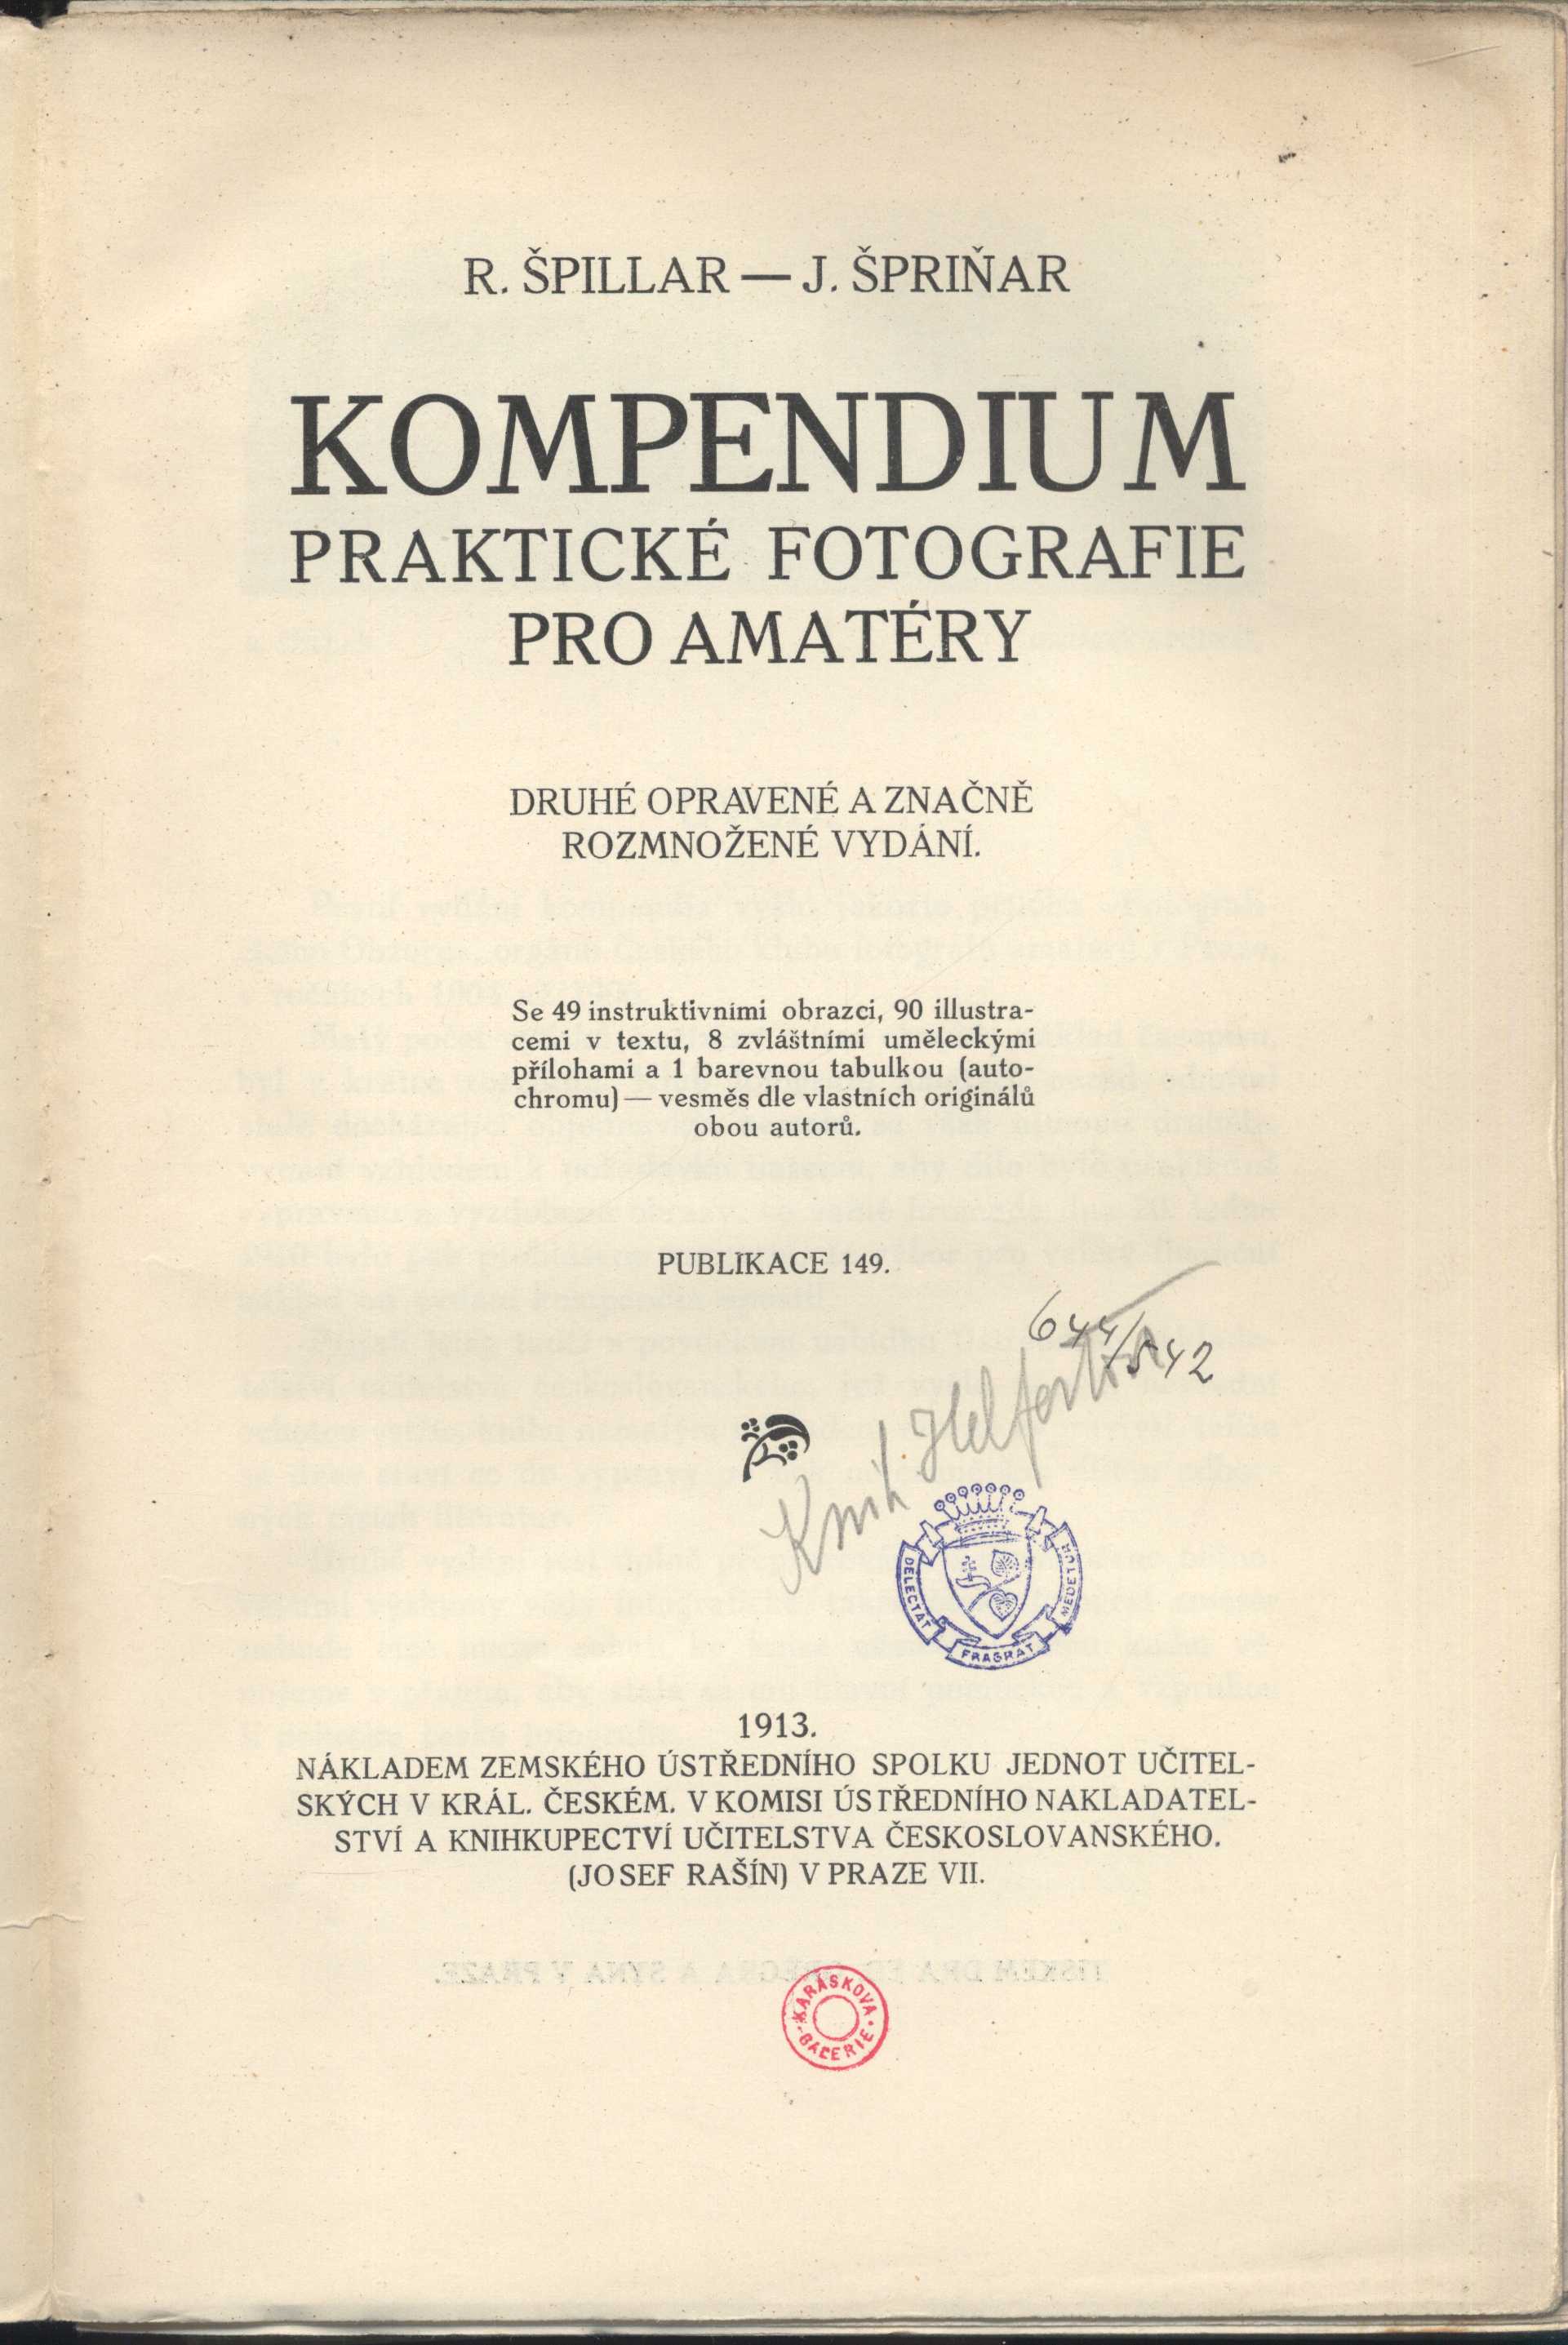 R. ŠPILLAR — J. ŠPRIŇAR
KOMPENDIUM
PRAKTICKÉ FOTOGRAFIE
PRO AMATÉRY
DRUHÉ OPRAVENÉ A ZNAČNĚ
ROZMNOŽENÉ VYDÁNÍ.
Se 49 instruktivními obrazci, 90 illustra-
cemi v textu, 8 zvláštními uměleckými
přílohami a 1 barevnou tabulkou (auto-
chromu) — vesměs dle vlastních originálů
obou autorů.
PUBLIKACE 149.
644/542
Knih.
DELECTAT
FRAGRAT
MEDETUR
1913.
NÁKLADEM ZEMSKÉHO ÚSTŘEDNÍHO SPOLKU JEDNOT UČITEL-
SKÝCH V KRÁL. ČESKÉM. V KOMISI ÚSTŘEDNÍHO NAKLADATEL-
STVÍ A KNIHKUPECTVÍ UČITELSTVA ČESKOSLOVANSKÉHO.
(JOSEF RAŠÍN) V PRAZE VII.
KARÁSKOVA
GALERIE